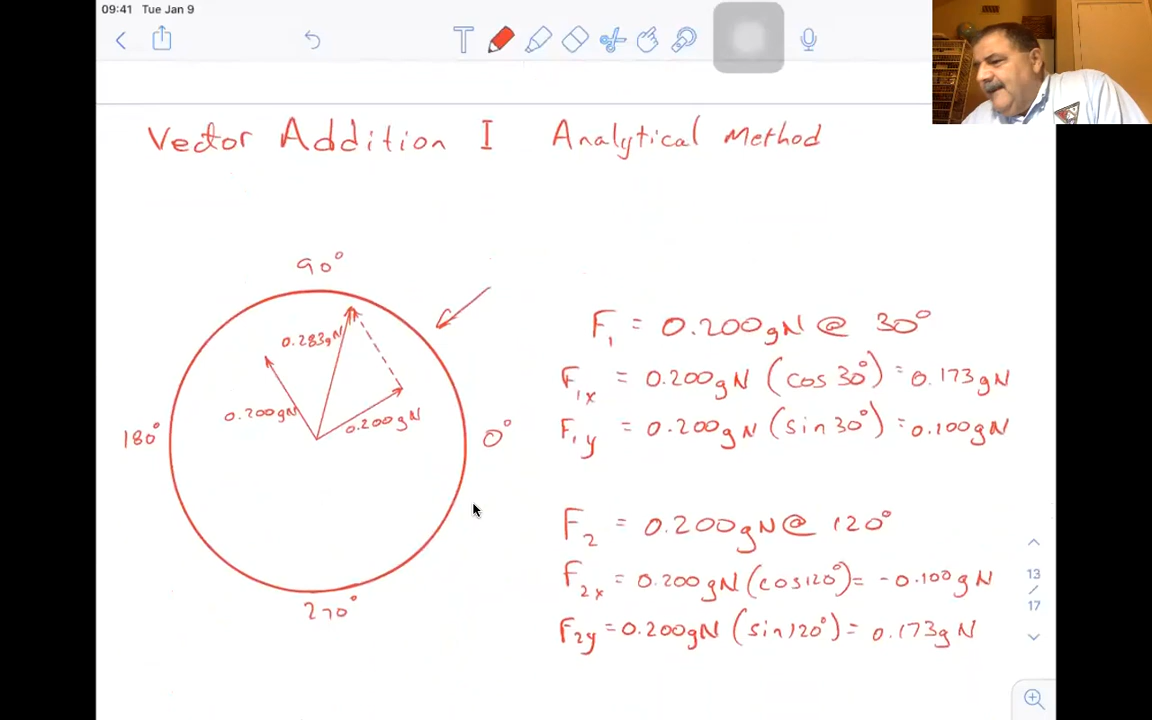 09:41 Tue Jan 9
T
Vector Addition I Analytical Method
90°
0.283gN
0.200gN
0.200gN
180°
0°
270°
F₁ = 0.200gN @ 30°
F₁ₓ = 0.200gN (cos 30°) = 0.173gN
F₁y = 0.200gN (sin 30°) = 0.100gN
F₂ = 0.200gN @ 120°
F₂ₓ = 0.200gN (cos120°) = -0.100gN
F₂y = 0.200gN (sin120°) = 0.173gN
13
/
17